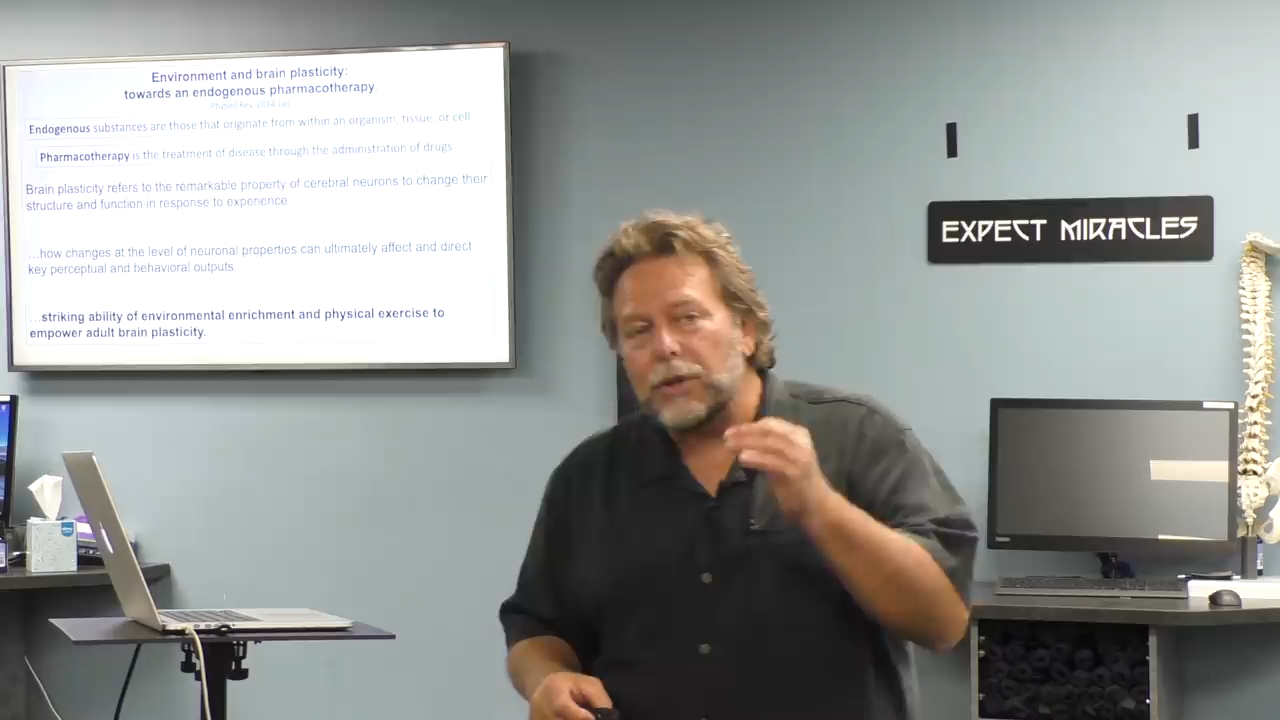 Environment and brain plasticity:
towards an endogenous pharmacotherapy
Physiol Rev. 2014 Jan
Endogenous substances are those that originate from within an organism, tissue, or cell.
Pharmacotherapy is the treatment of disease through the administration of drugs.
Brain plasticity refers to the remarkable property of cerebral neurons to change their
structure and function in response to experience
...how changes at the level of neuronal properties can ultimately affect and direct
key perceptual and behavioral outputs
...striking ability of environmental enrichment and physical exercise to
empower adult brain plasticity.
EXPECT MIRACLES